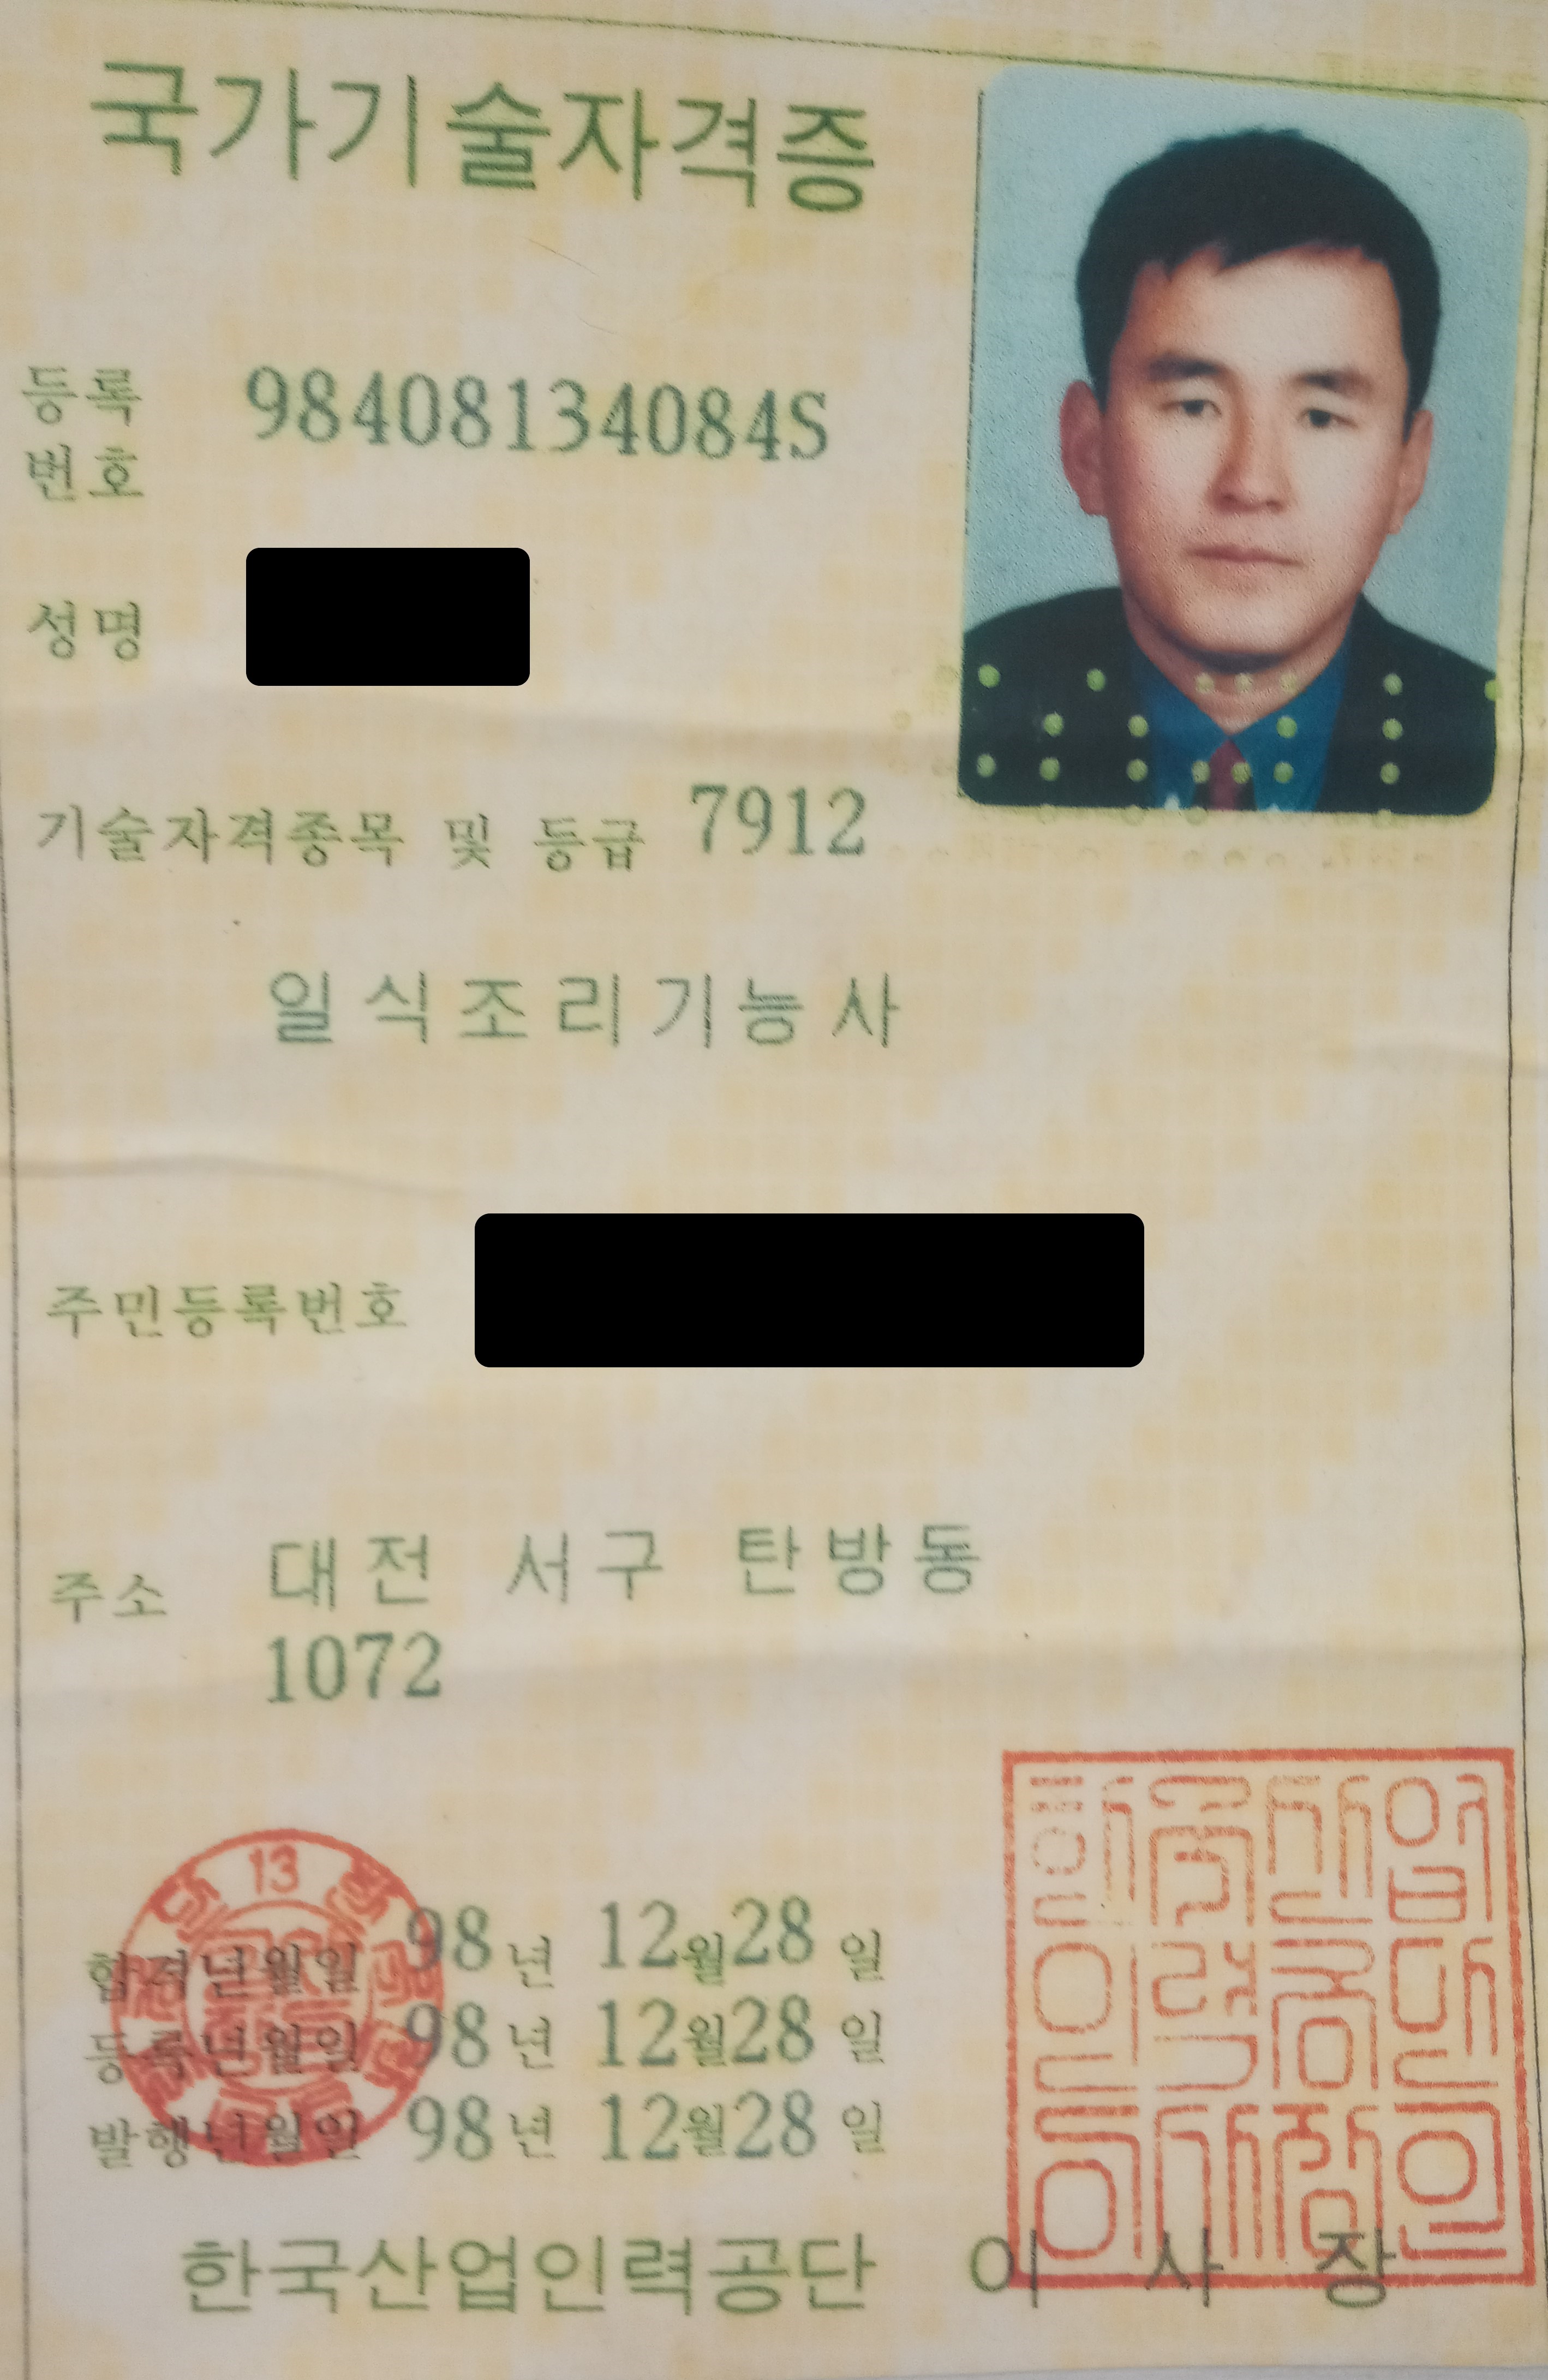 국가기술자격증
등록번호 98408134084S
성명
기술자격종목 및 등급 7912
일식조리기능사
주민등록번호
주소 대전 서구 탄방동
1072
13
합격년월일 98년 12월 28일
등록년월일 98년 12월 28일
발행년월일 98년 12월 28일
한국산업인력공단 이사장
한국산업
인력공단
이사장인